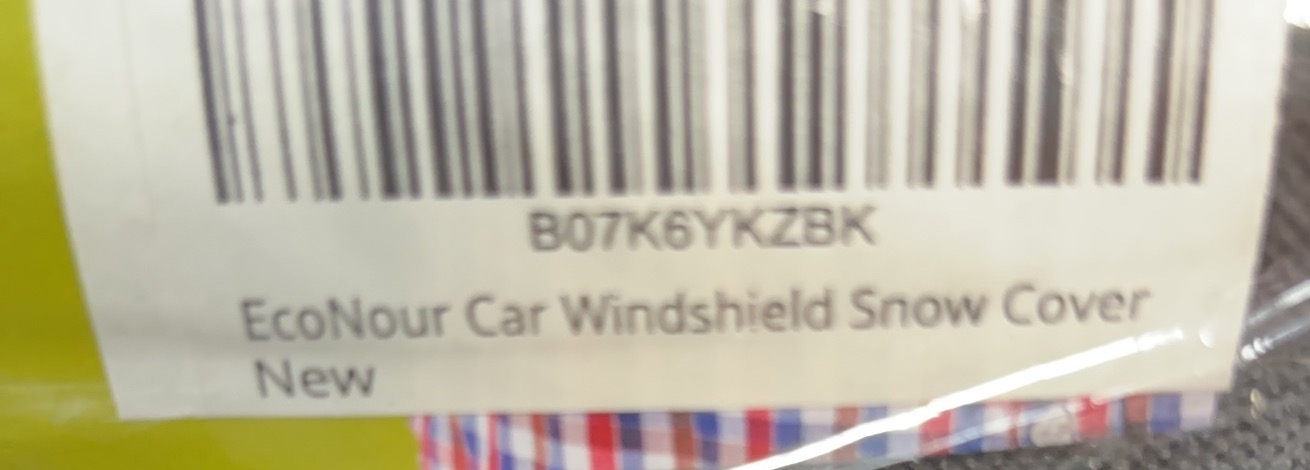 B07K6YKZBK
EcoNour Car Windshield Snow Cover
New